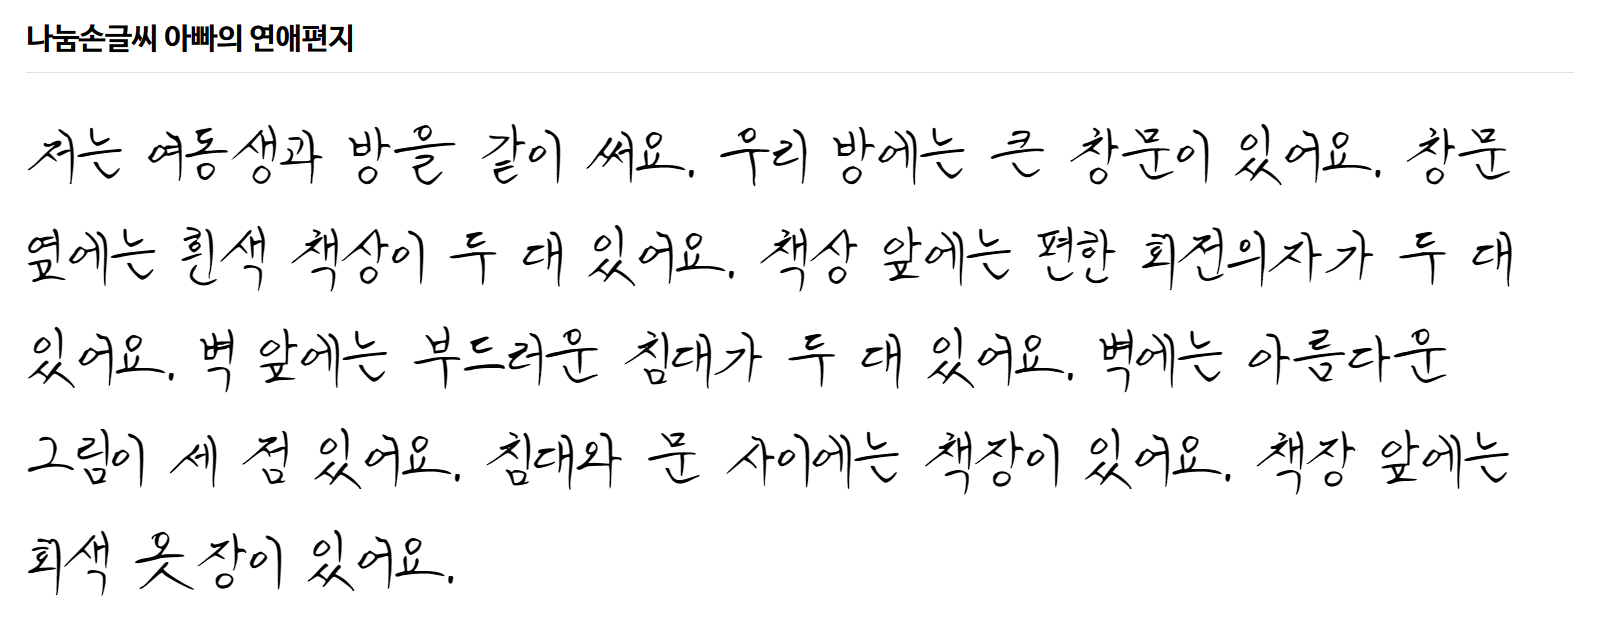 나눔손글씨 아빠의 연애편지
저는 여동생과 방을 같이 써요. 우리 방에는 큰 창문이 있어요. 창문
옆에는 흰색 책상이 두 대 있어요. 책상 앞에는 편한 회전의자가 두 대
있어요. 벽 앞에는 부드러운 침대가 두 대 있어요. 벽에는 아름다운
그림이 세 점 있어요. 침대와 문 사이에는 책장이 있어요. 책장 앞에는
회색 옷장이 있어요.